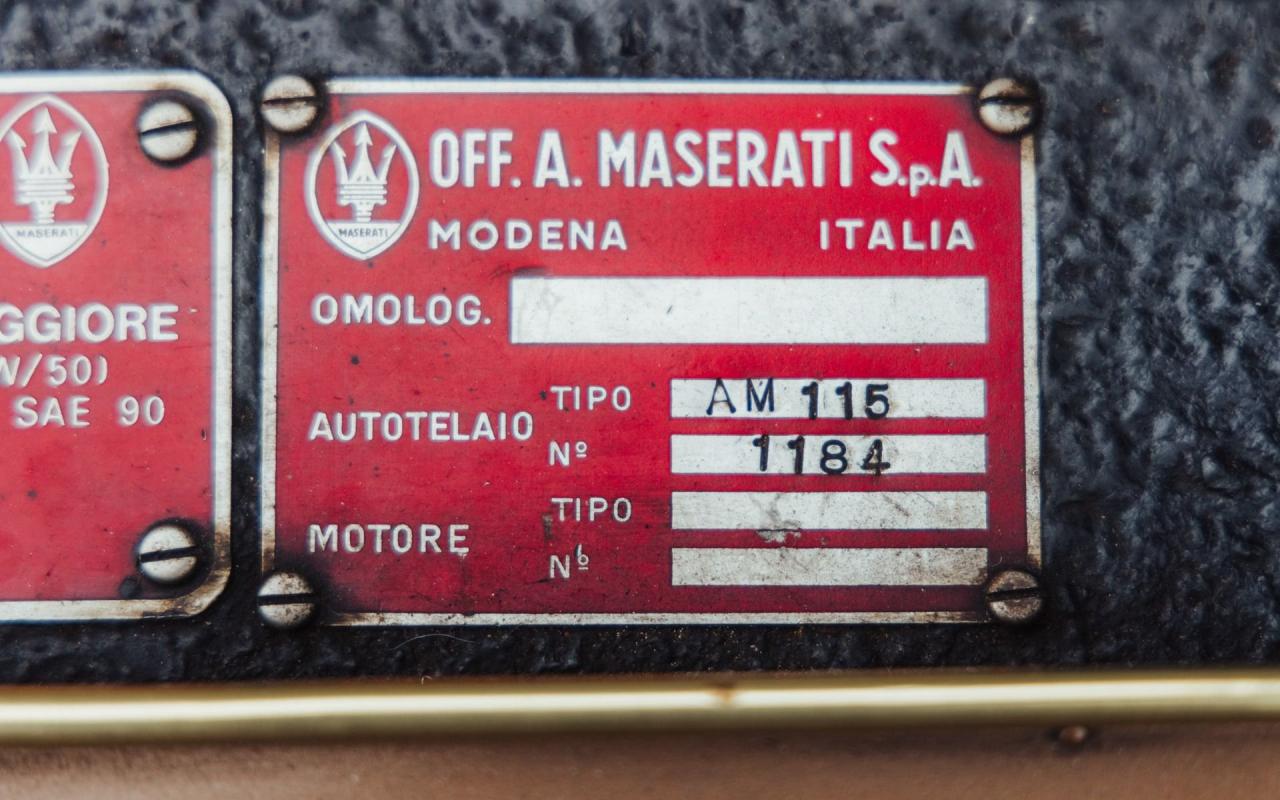 MASERATI
GGIORE
W/50)
SAE 90
MASERATI
OFF. A. MASERATI S.p.A.
MODENA ITALIA
OMOLOG.
AUTOTELAIO
TIPO AM 115
Nº 1184
MOTORE
TIPO
Nº